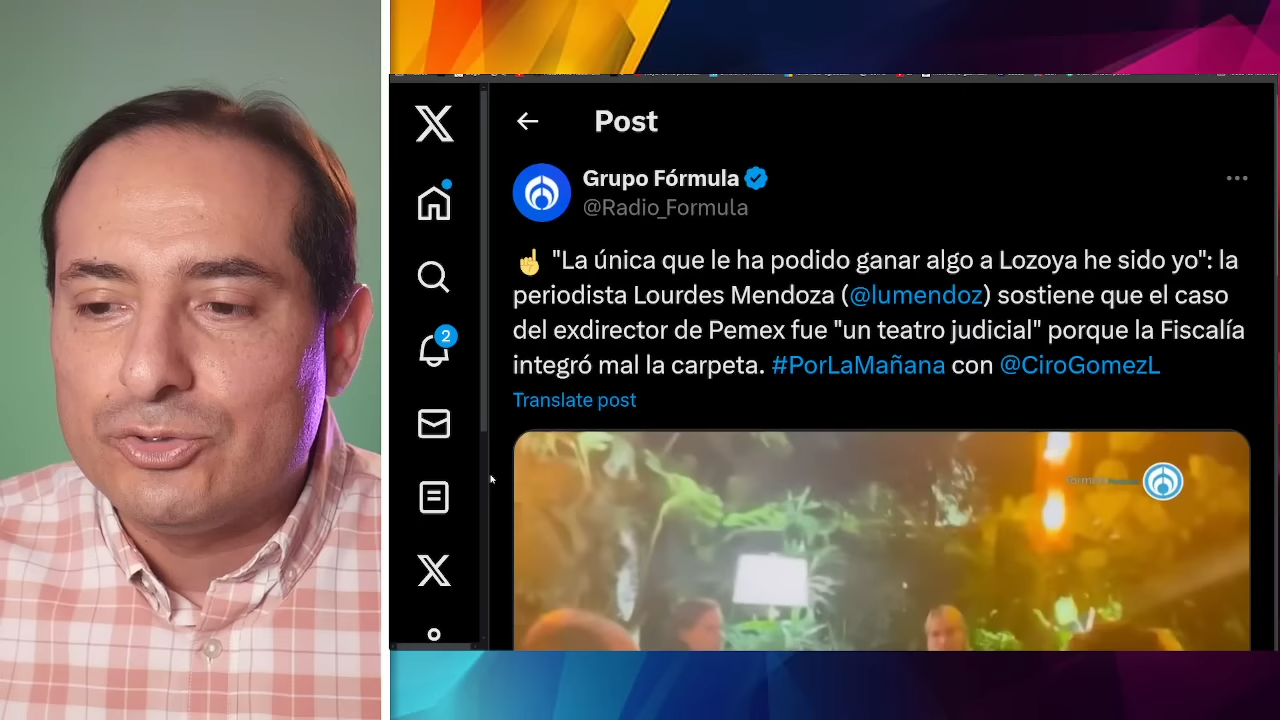 Post
Grupo Fórmula
@Radio_Formula
☝️ "La única que le ha podido ganar algo a Lozoya he sido yo": la
periodista Lourdes Mendoza (@lumendoz) sostiene que el caso
del exdirector de Pemex fue "un teatro judicial" porque la Fiscalía
integró mal la carpeta. #PorLaMañana con @CiroGomezL
Translate post
2